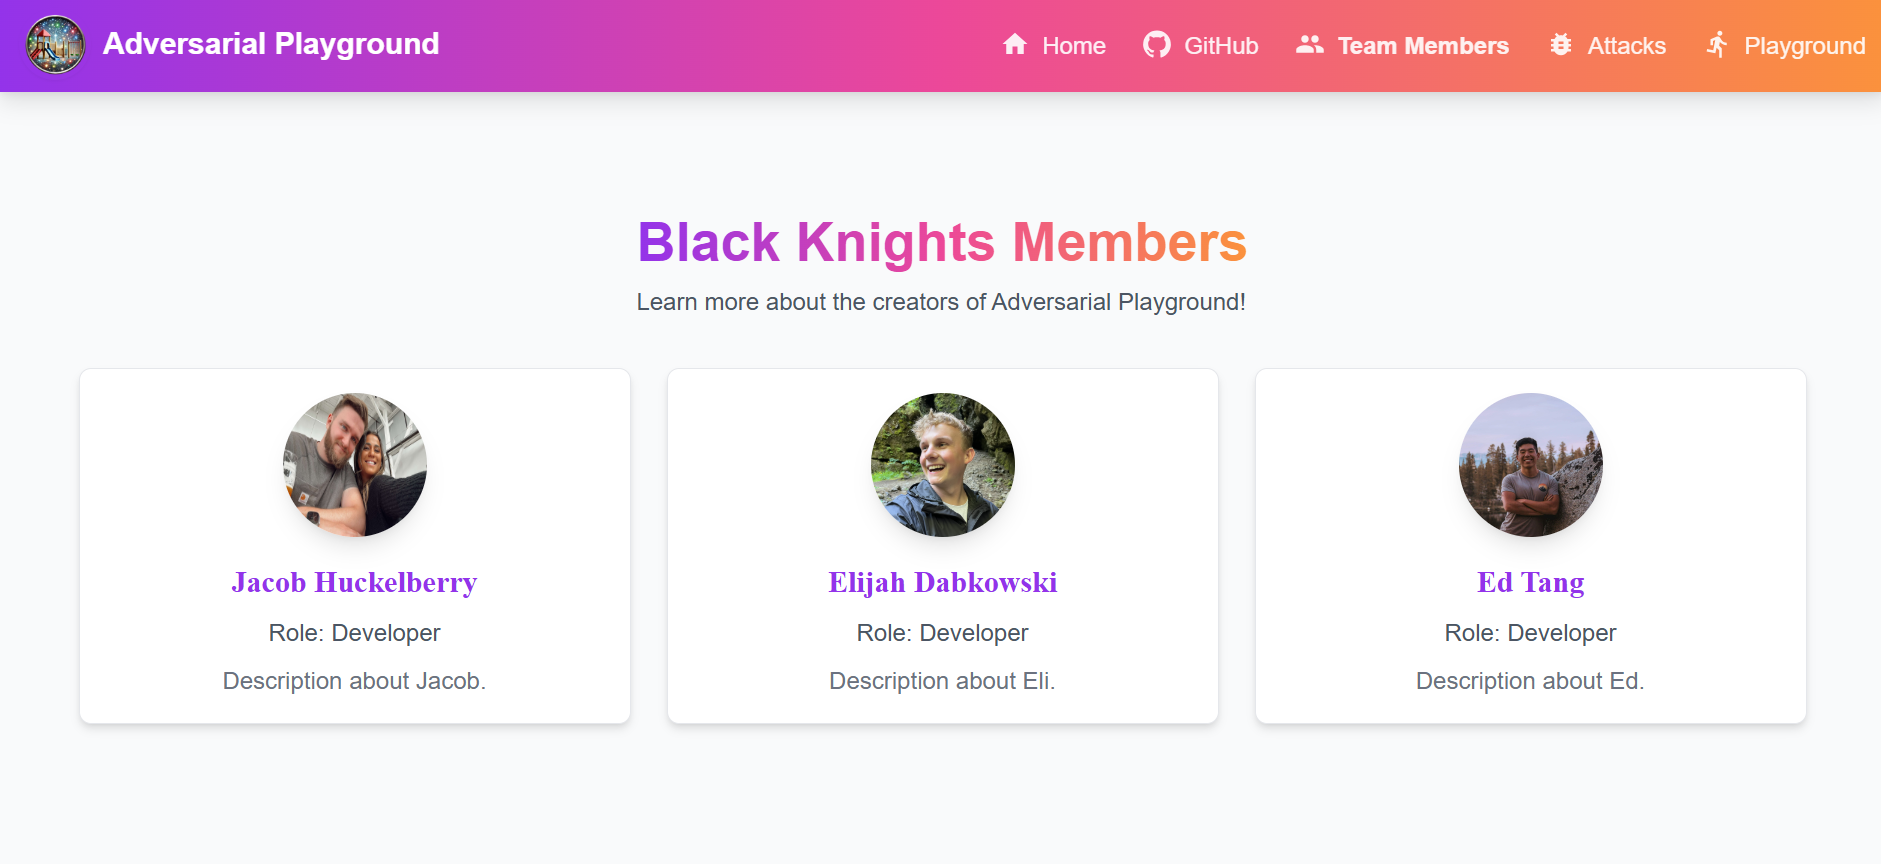 Adversarial Playground
Home
GitHub
Team Members
Attacks
Playground
Black Knights Members
Learn more about the creators of Adversarial Playground!
Jacob Huckelberry
Role: Developer
Description about Jacob.
Elijah Dabkowski
Role: Developer
Description about Eli.
Ed Tang
Role: Developer
Description about Ed.